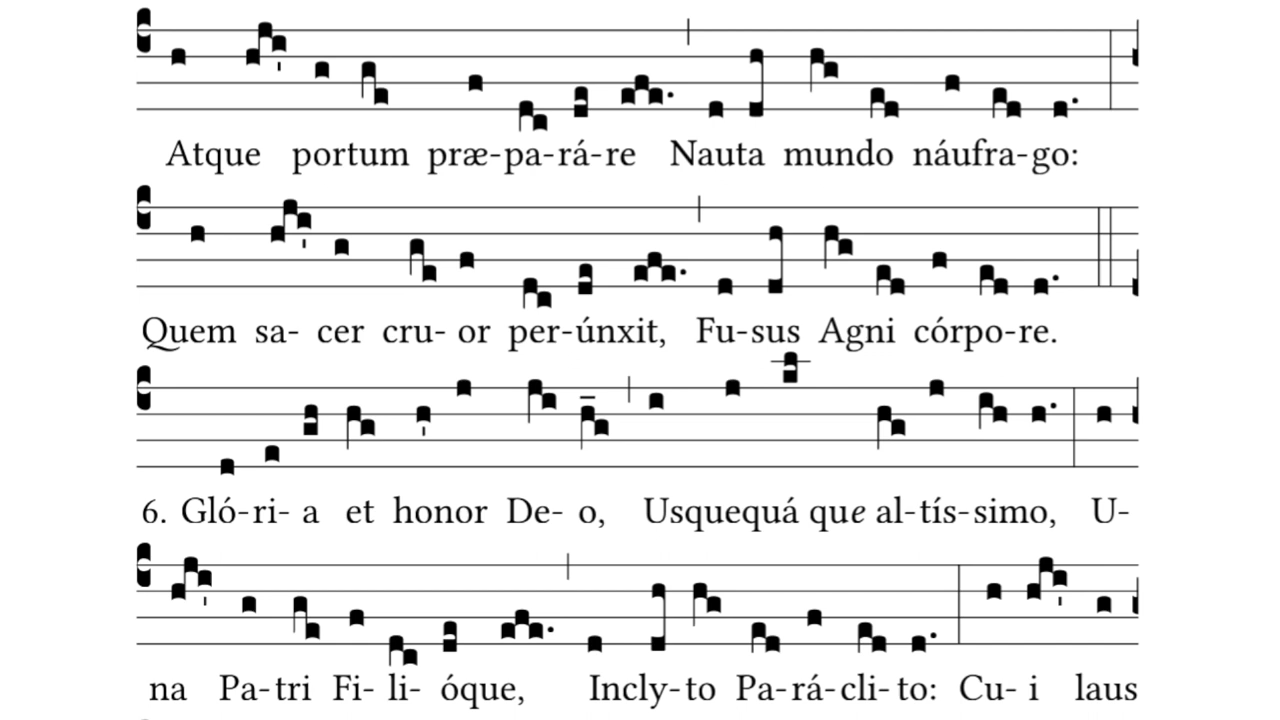 Atque portum præ-pa-rá-re Nauta mundo náufra-go:
Quem sa- cer cru- or per-únxit, Fu-sus Agni córpo-re.
6. Gló-ri- a et honor De- o, Usquequá que al-tís-simo, U-
na Pa-tri Fi- li- óque, Incly-to Pa-rá-cli-to: Cu- i laus